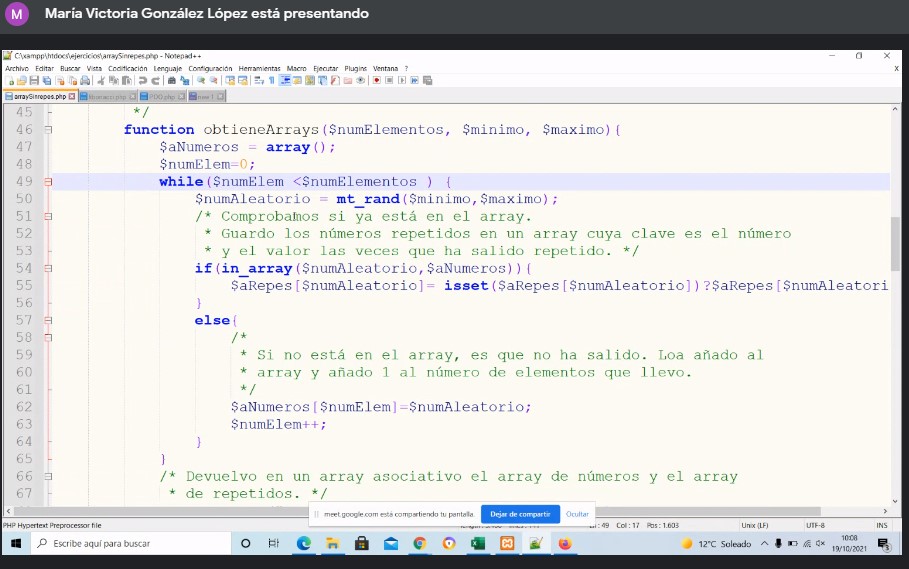 M María Victoria González López está presentando
C:\xampp\htdocs\ejercicios\arraySinrepes.php - Notepad++
Archivo Editar Buscar Vista Codificación Lenguaje Configuración Herramientas Macro Ejecutar Plugins Ventana ? X
arraySinrepes.php fibonacci.php POO.php new 1
45 */
46 function obtieneArrays($numElementos, $minimo, $maximo){
47 $aNumeros = array();
48 $numElem=0;
49 while($numElem <$numElementos ) {
50 $numAleatorio = mt_rand($minimo,$maximo);
51 /* Comprobamos si ya está en el array.
52 * Guardo los números repetidos en un array cuya clave es el número
53 * y el valor las veces que ha salido repetido. */
54 if(in_array($numAleatorio,$aNumeros)){
55 $aRepes[$numAleatorio]= isset($aRepes[$numAleatorio])?$aRepes[$numAleatori
56 }
57 else{
58 /*
59 * Si no está en el array, es que no ha salido. Loa añado al
60 * array y añado 1 al número de elementos que llevo.
61 */
62 $aNumeros[$numElem]=$numAleatorio;
63 $numElem++;
64 }
65 }
66 /* Devuelvo en un array asociativo el array de números y el array
67 * de repetidos. */
meet.google.com está compartiendo tu pantalla. Dejar de compartir Ocultar
PHP Hypertext Preprocessor file Ln: 49 Col: 17 Pos: 1.603 Unix (LF) UTF-8 INS
Escribe aquí para buscar 12°C Soleado 10:08
19/10/2021 3